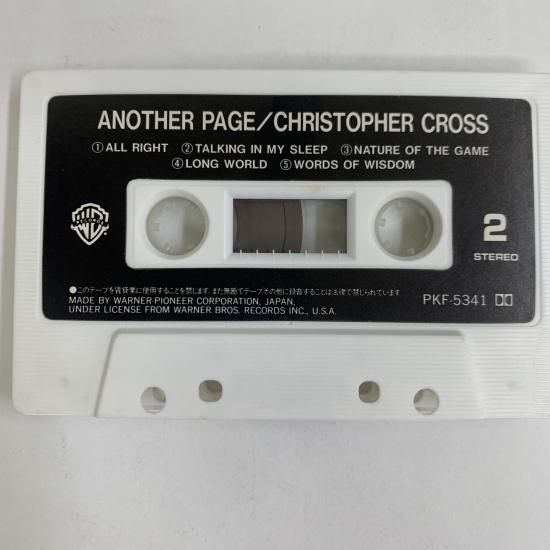 ANOTHER PAGE/CHRISTOPHER CROSS
①ALL RIGHT ②TALKING IN MY SLEEP ③NATURE OF THE GAME
④LONG WORLD ⑤WORDS OF WISDOM
RECORDS
2
STEREO
●このテープを賃貸業に使用することを禁じます。また無断でテープその他に録音することは法律で禁じられています。
MADE BY WARNER-PIONEER CORPORATION, JAPAN,
UNDER LICENSE FROM WARNER BROS. RECORDS INC., U.S.A.
PKF-5341